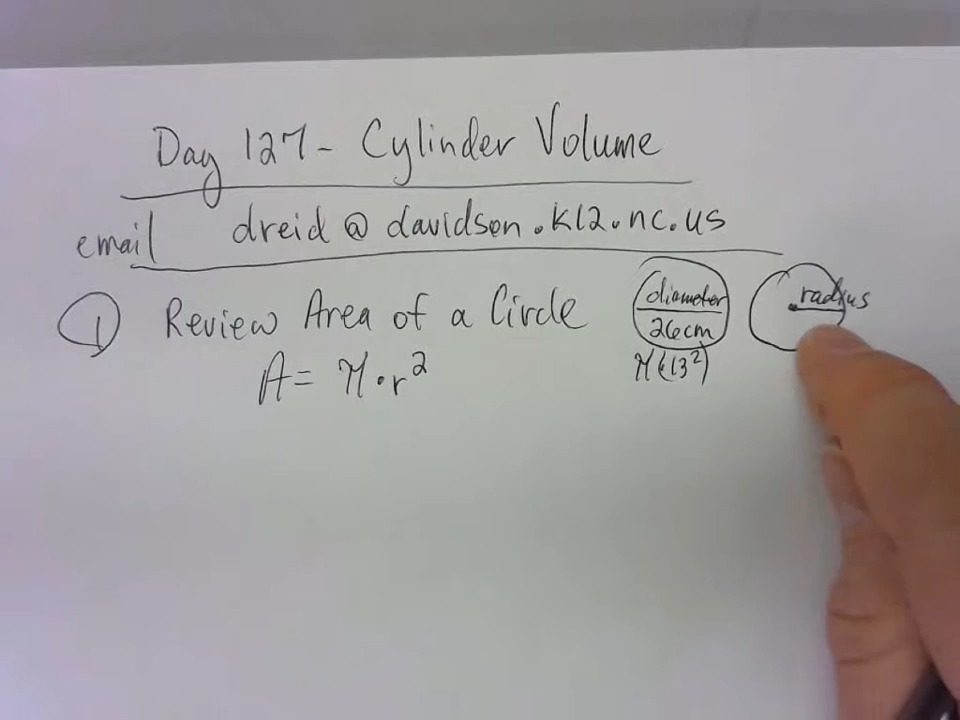 Day 127 - Cylinder Volume
email dreid @ davidson.k12.nc.us
① Review Area of a Circle
A = π · r²
diameter
26cm
π(13²)
radius